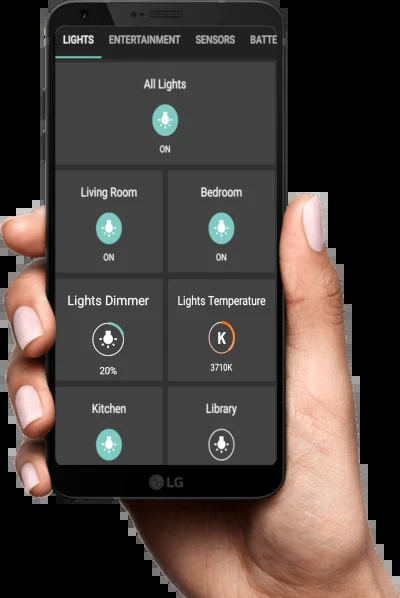 LIGHTS ENTERTAINMENT SENSORS BATTE
All Lights
ON
Living Room Bedroom
ON ON
Lights Dimmer Lights Temperature
K
20% 3710K
Kitchen Library
LG